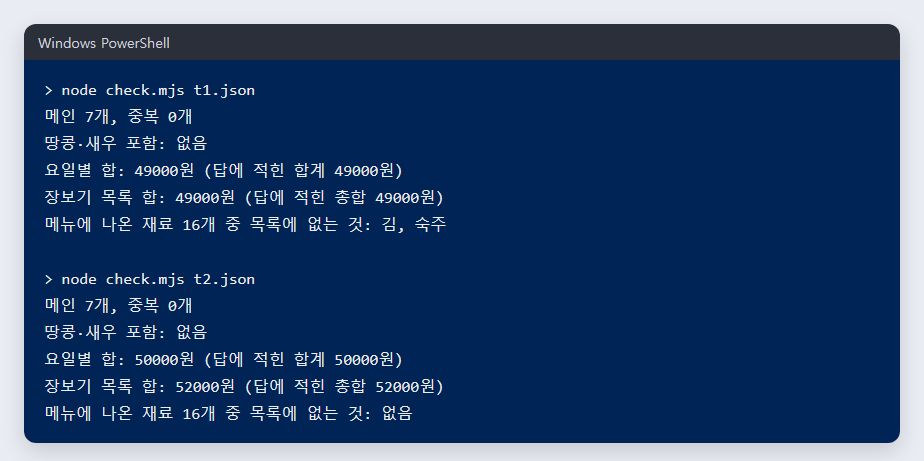 Windows PowerShell
> node check.mjs t1.json
메인 7개, 중복 0개
땅콩·새우 포함: 없음
요일별 합: 49000원 (답에 적힌 합계 49000원)
장보기 목록 합: 49000원 (답에 적힌 총합 49000원)
메뉴에 나온 재료 16개 중 목록에 없는 것: 김, 숙주
> node check.mjs t2.json
메인 7개, 중복 0개
땅콩·새우 포함: 없음
요일별 합: 50000원 (답에 적힌 합계 50000원)
장보기 목록 합: 52000원 (답에 적힌 총합 52000원)
메뉴에 나온 재료 16개 중 목록에 없는 것: 없음